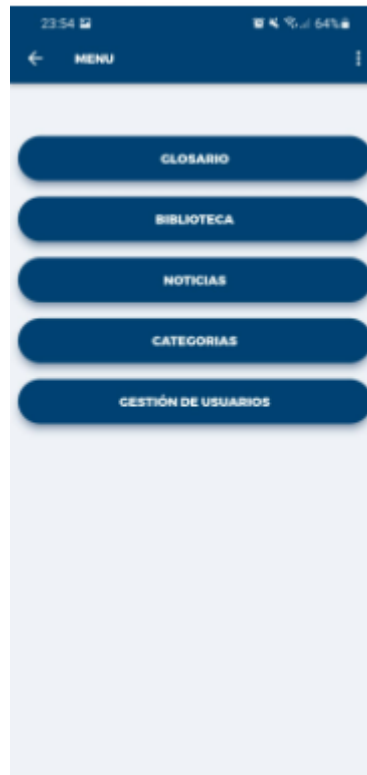 23:54 64%
MENU
GLOSARIO
BIBLIOTECA
NOTICIAS
CATEGORIAS
GESTIÓN DE USUARIOS